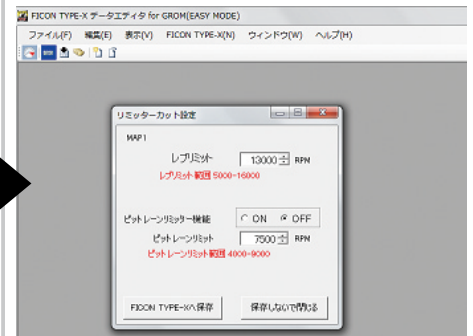 FICON TYPE-X データエディタ for GROM(EASY MODE)
ファイル(F) 編集(E) 表示(V) FICON TYPE-X(N) ウィンドウ(W) ヘルプ(H)
リミッターカット設定
MAP1
レブリミット 13000 RPM
レブリミット範囲 5000-16000
ピットレーンリミッター機能 ON OFF
ピットレーンリミット 7500 RPM
ピットレーンリミット範囲 4000-9000
FICON TYPE-Xへ保存 保存しないで閉じる